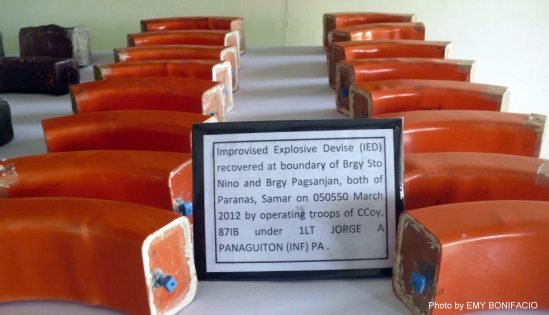 Improvised Explosive Devise (IED)
recovered at boundary of Brgy Sto
Nino and Brgy Pagsanjan, both of
Paranas, Samar on 050550 March
2012 by operating troops of CCoy,
87IB under 1LT JORGE A
PANAGUITON (INF) PA .
Photo by EMY BONIFACIO